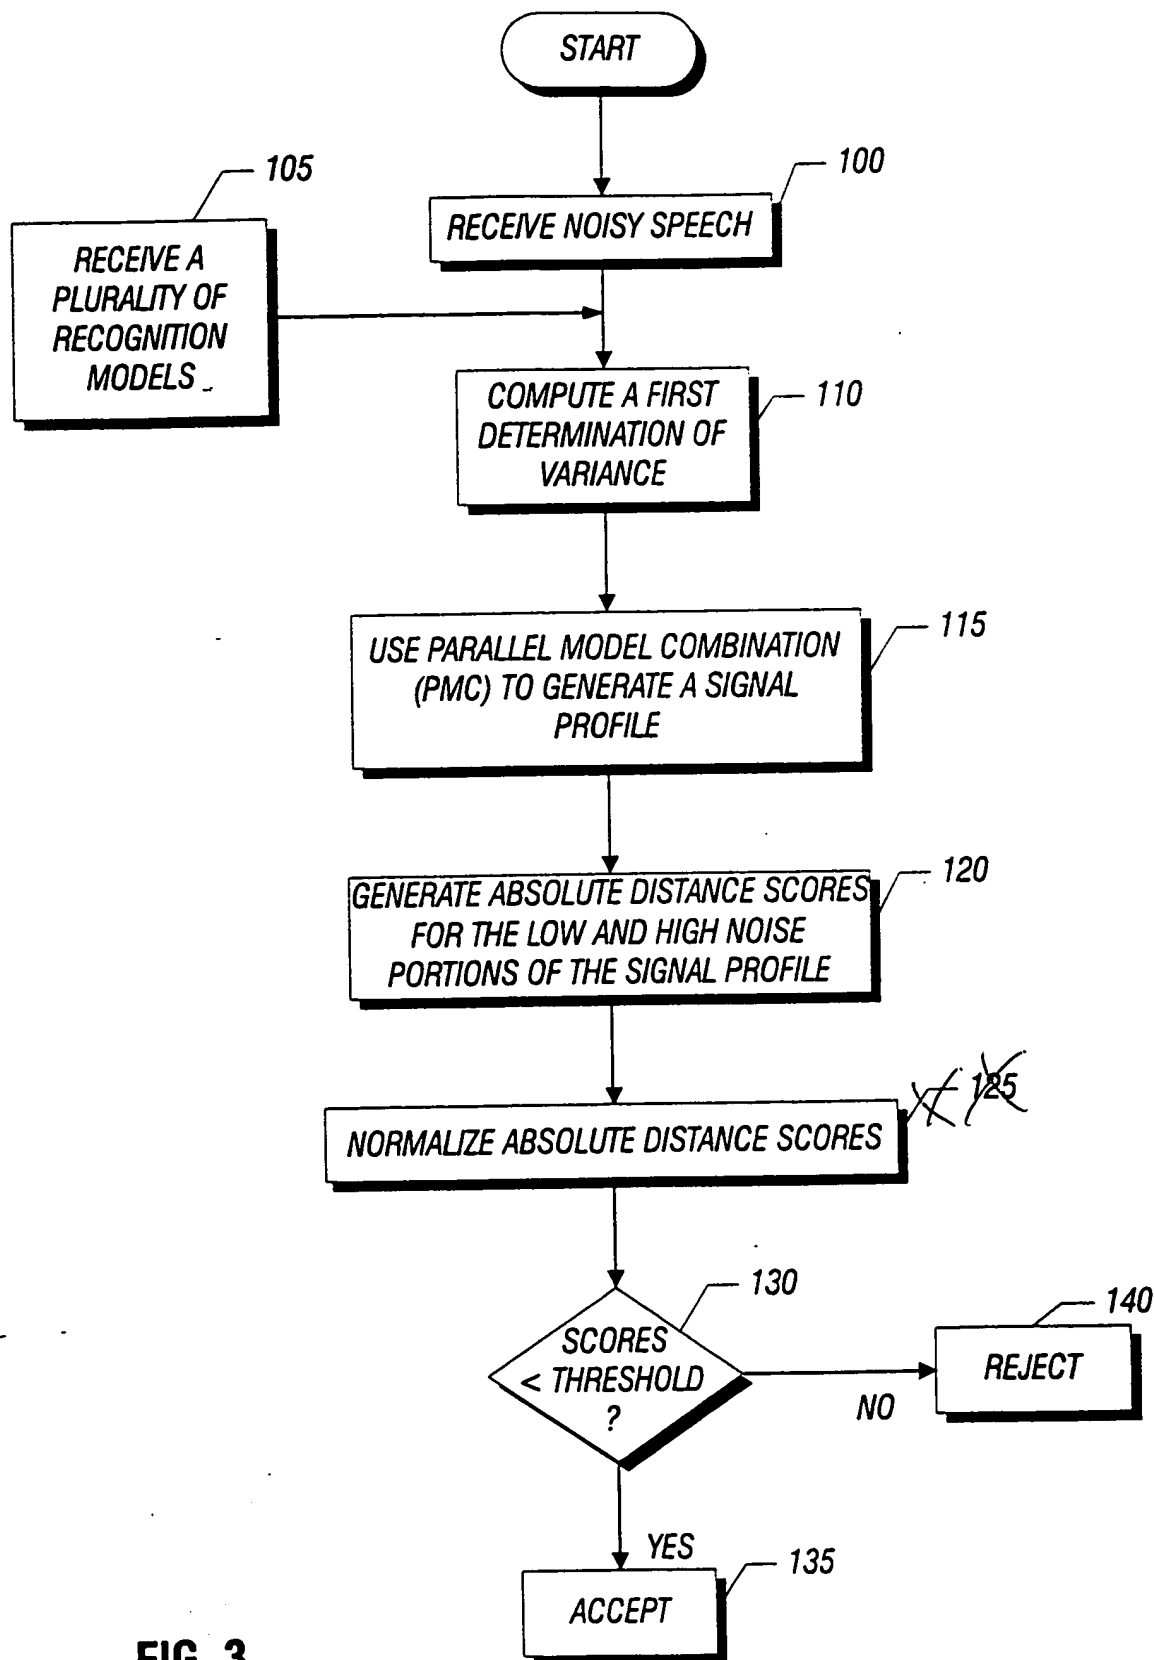 START
100
RECEIVE NOISY SPEECH
105
RECEIVE A
PLURALITY OF
RECOGNITION
MODELS
110
COMPUTE A FIRST
DETERMINATION OF
VARIANCE
115
USE PARALLEL MODEL COMBINATION
(PMC) TO GENERATE A SIGNAL
PROFILE
120
GENERATE ABSOLUTE DISTANCE SCORES
FOR THE LOW AND HIGH NOISE
PORTIONS OF THE SIGNAL PROFILE
125
NORMALIZE ABSOLUTE DISTANCE SCORES
130
SCORES
< THRESHOLD
?
NO
140
REJECT
YES
135
ACCEPT
FIG. 3